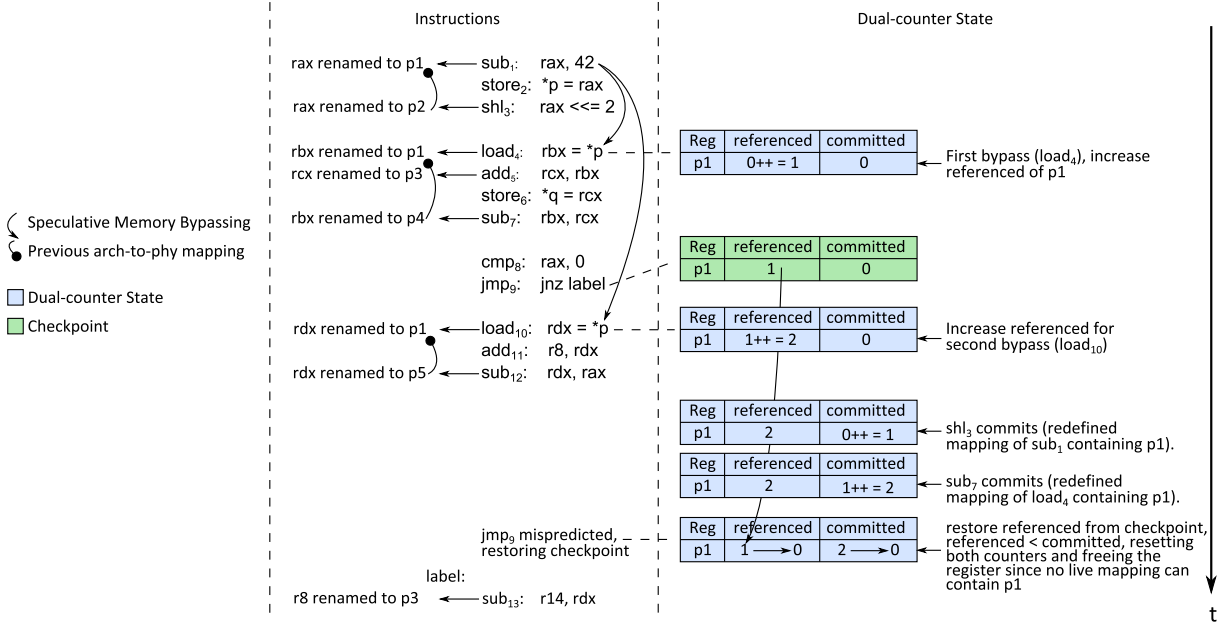 Instructions
Dual-counter State
rax renamed to p1
sub1: rax, 42
store2: *p = rax
rax renamed to p2
shl3: rax <<= 2
rbx renamed to p1
load4: rbx = *p
rcx renamed to p3
add5: rcx, rbx
store6: *q = rcx
rbx renamed to p4
sub7: rbx, rcx
cmp8: rax, 0
jmp9: jnz label
rdx renamed to p1
load10: rdx = *p
add11: r8, rdx
rdx renamed to p5
sub12: rdx, rax
jmp9 mispredicted,
restoring checkpoint
label:
r8 renamed to p3
sub13: r14, rdx
Speculative Memory Bypassing
Previous arch-to-phy mapping
Dual-counter State
Checkpoint
Reg referenced committed
p1 0++ = 1 0
First bypass (load4), increase
referenced of p1
Reg referenced committed
p1 1 0
Reg referenced committed
p1 1++ = 2 0
Increase referenced for
second bypass (load10)
Reg referenced committed
p1 2 0++ = 1
shl3 commits (redefined
mapping of sub1 containing p1).
Reg referenced committed
p1 2 1++ = 2
sub7 commits (redefined
mapping of load4 containing p1).
Reg referenced committed
p1 1 0 2 0
restore referenced from checkpoint,
referenced < committed, resetting
both counters and freeing the
register since no live mapping can
contain p1
t